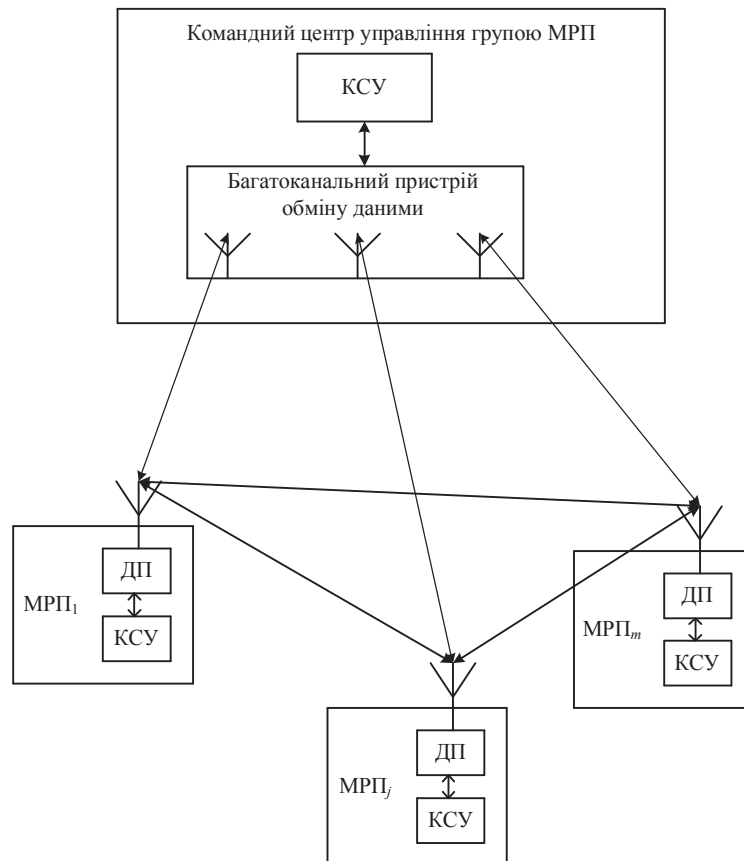 Командний центр управління групою МРП
КСУ
Багатоканальний пристрій
обміну даними
МРП₁
ДП
КСУ
МРПⱼ
ДП
КСУ
МРПₘ
ДП
КСУ